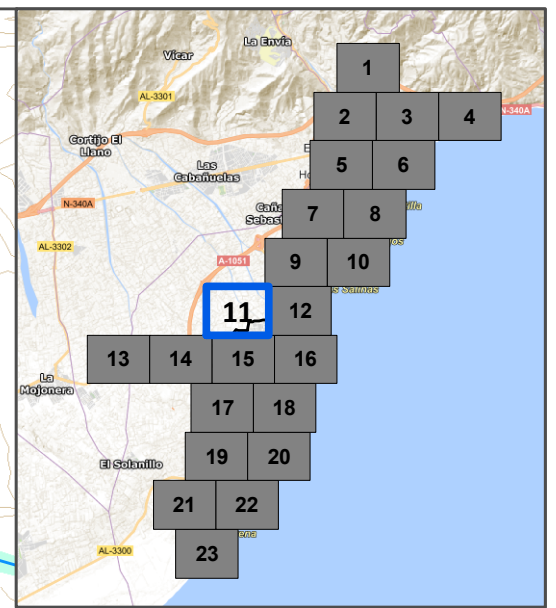 La Envía
Vícar
1
AL-3301
2 3 4
N-340A
Cortijo El
Llano
Las
Cabañuelas
5 6
N-340A
7 8
AL-3302
A-1051
9 10
11 12
13 14 15 16
La
Mojonera
17 18
El Solanillo
19 20
21 22
AL-3300
23